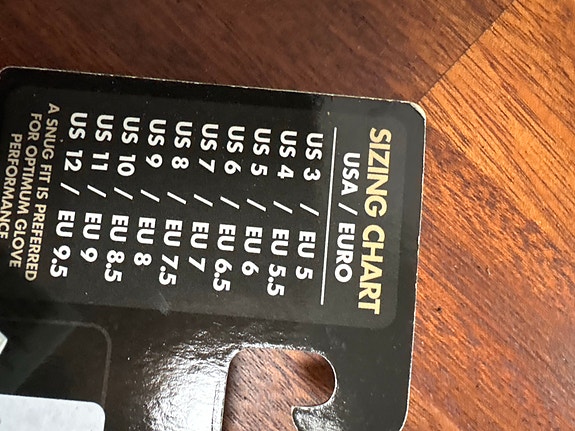 SIZING CHART
USA / EURO
US 3 / EU 5
US 4 / EU 5.5
US 5 / EU 6
US 6 / EU 6.5
US 7 / EU 7
US 8 / EU 7.5
US 9 / EU 8
US 10 / EU 8.5
US 11 / EU 9
US 12 / EU 9.5
A SNUG FIT IS PREFERRED
FOR OPTIMUM GLOVE
PERFORMANCE